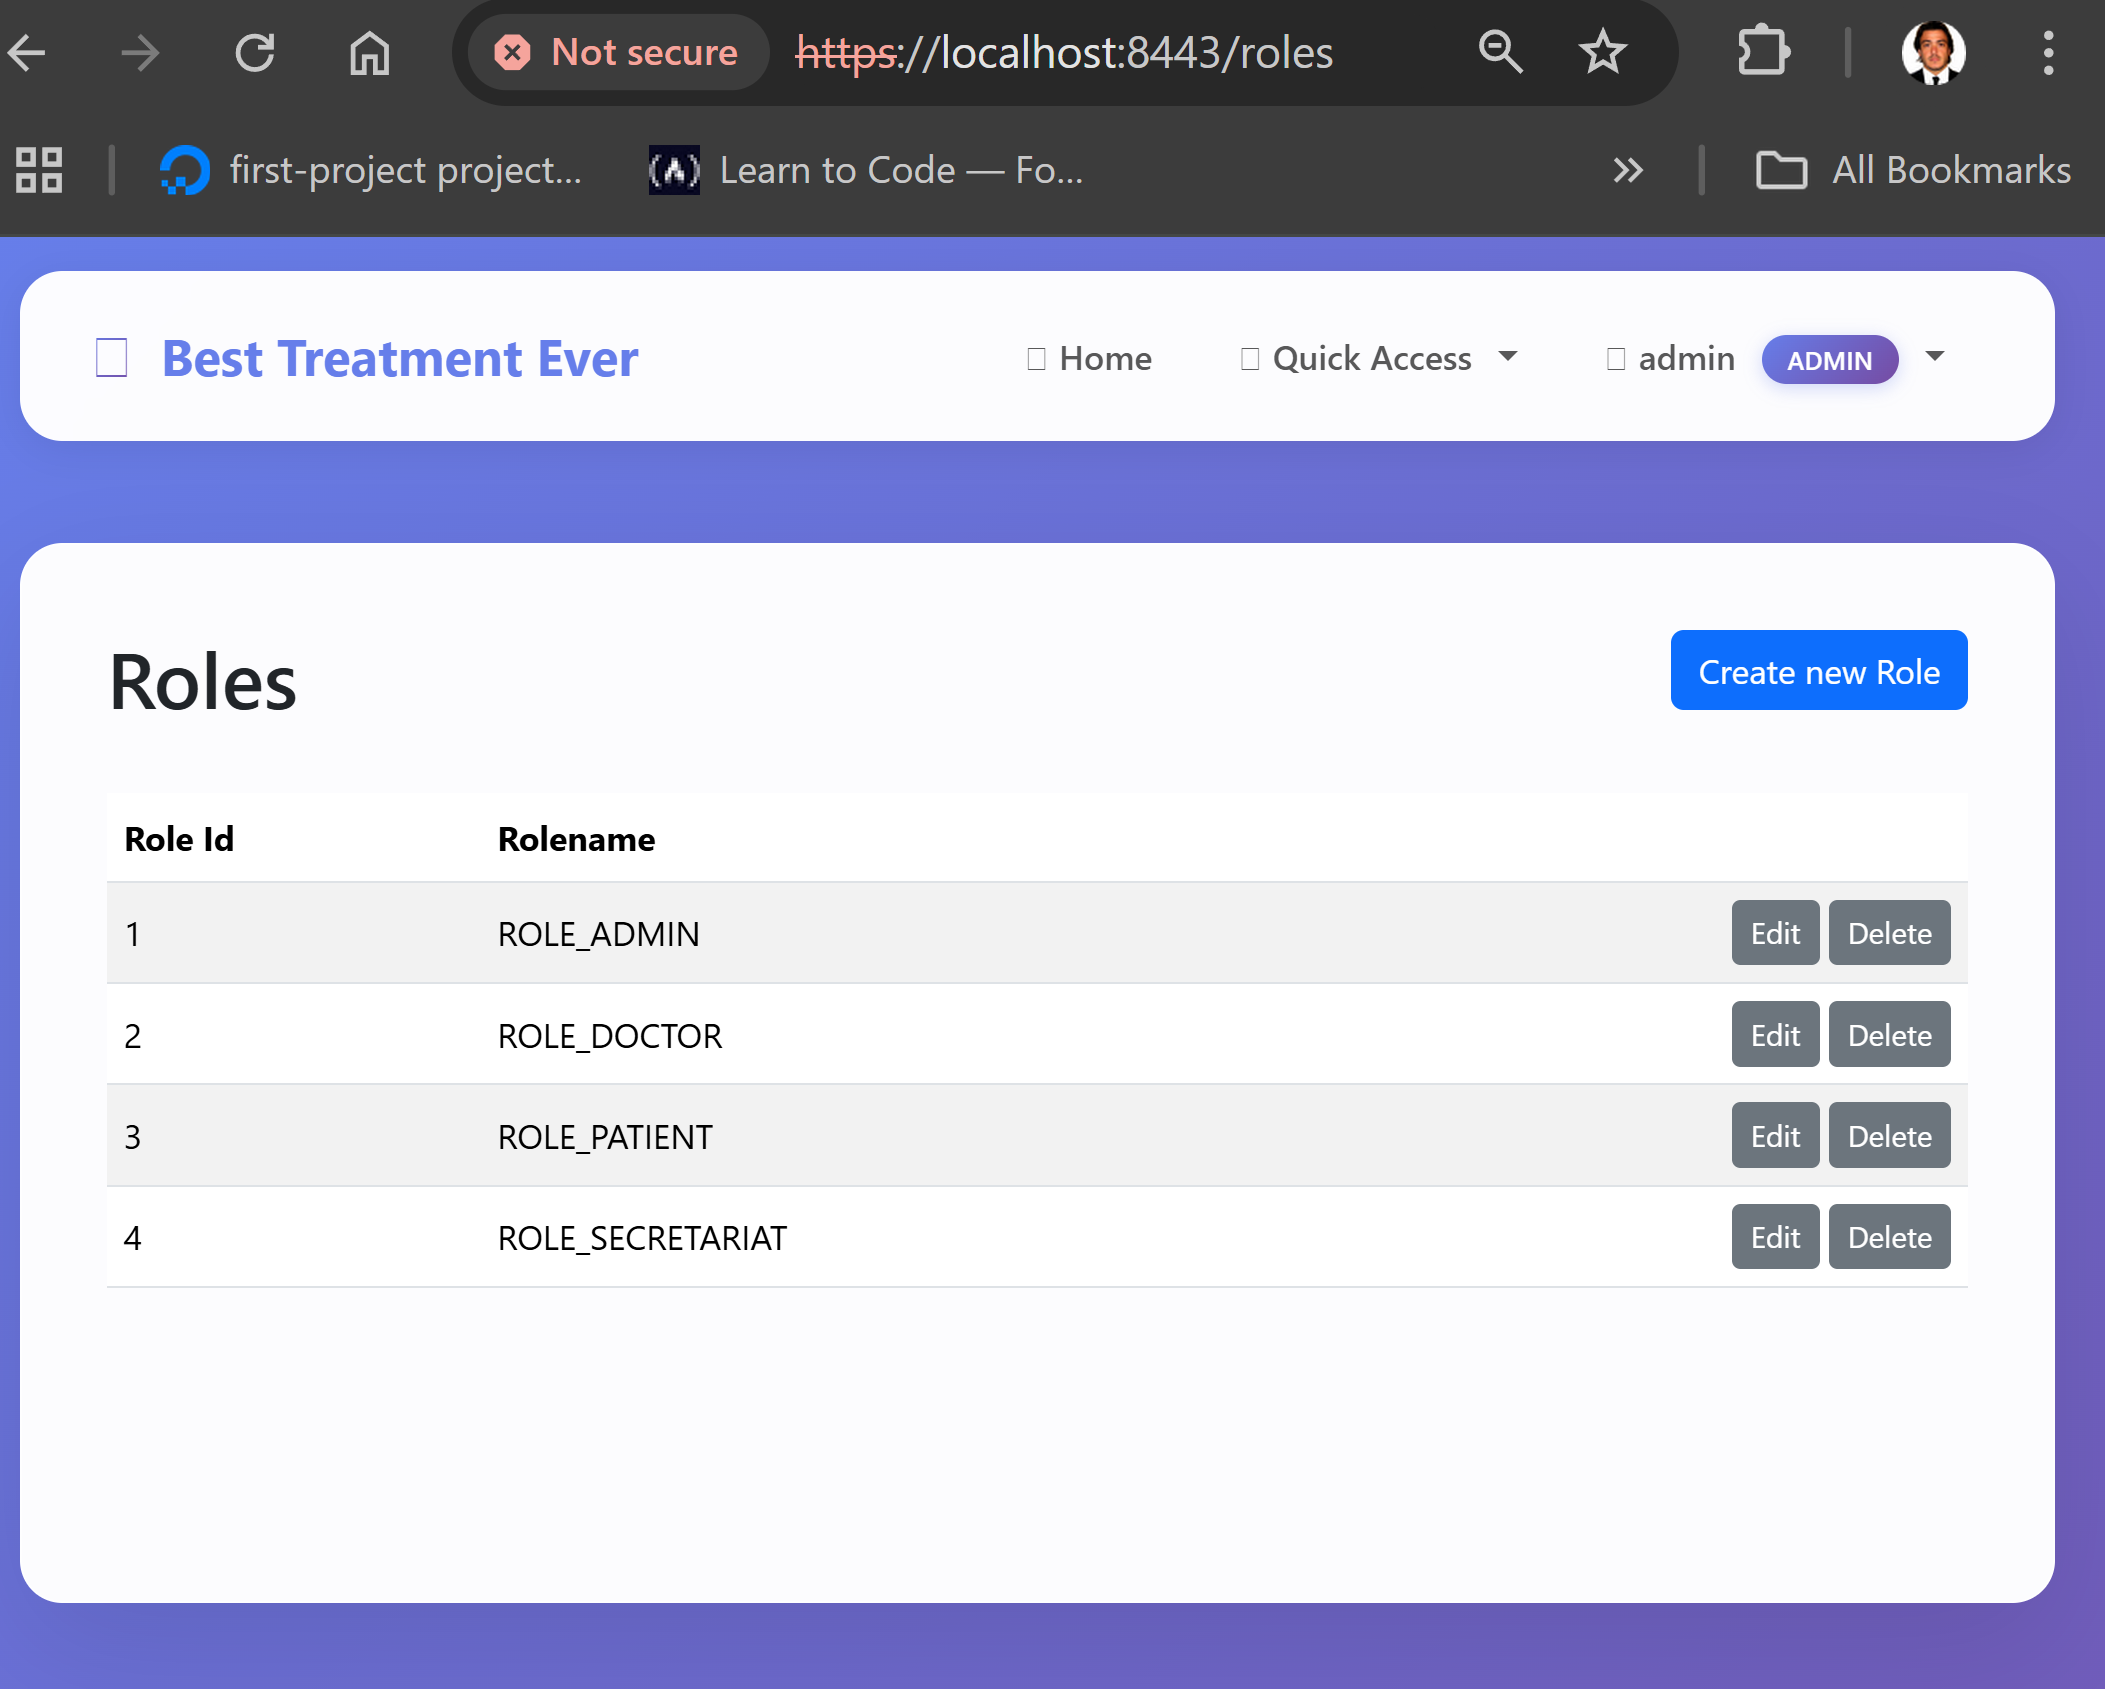 Not secure https://localhost:8443/roles
first-project project... Learn to Code — Fo... All Bookmarks
Best Treatment Ever Home Quick Access admin ADMIN
Roles Create new Role
Role Id Rolename
1 ROLE_ADMIN Edit Delete
2 ROLE_DOCTOR Edit Delete
3 ROLE_PATIENT Edit Delete
4 ROLE_SECRETARIAT Edit Delete